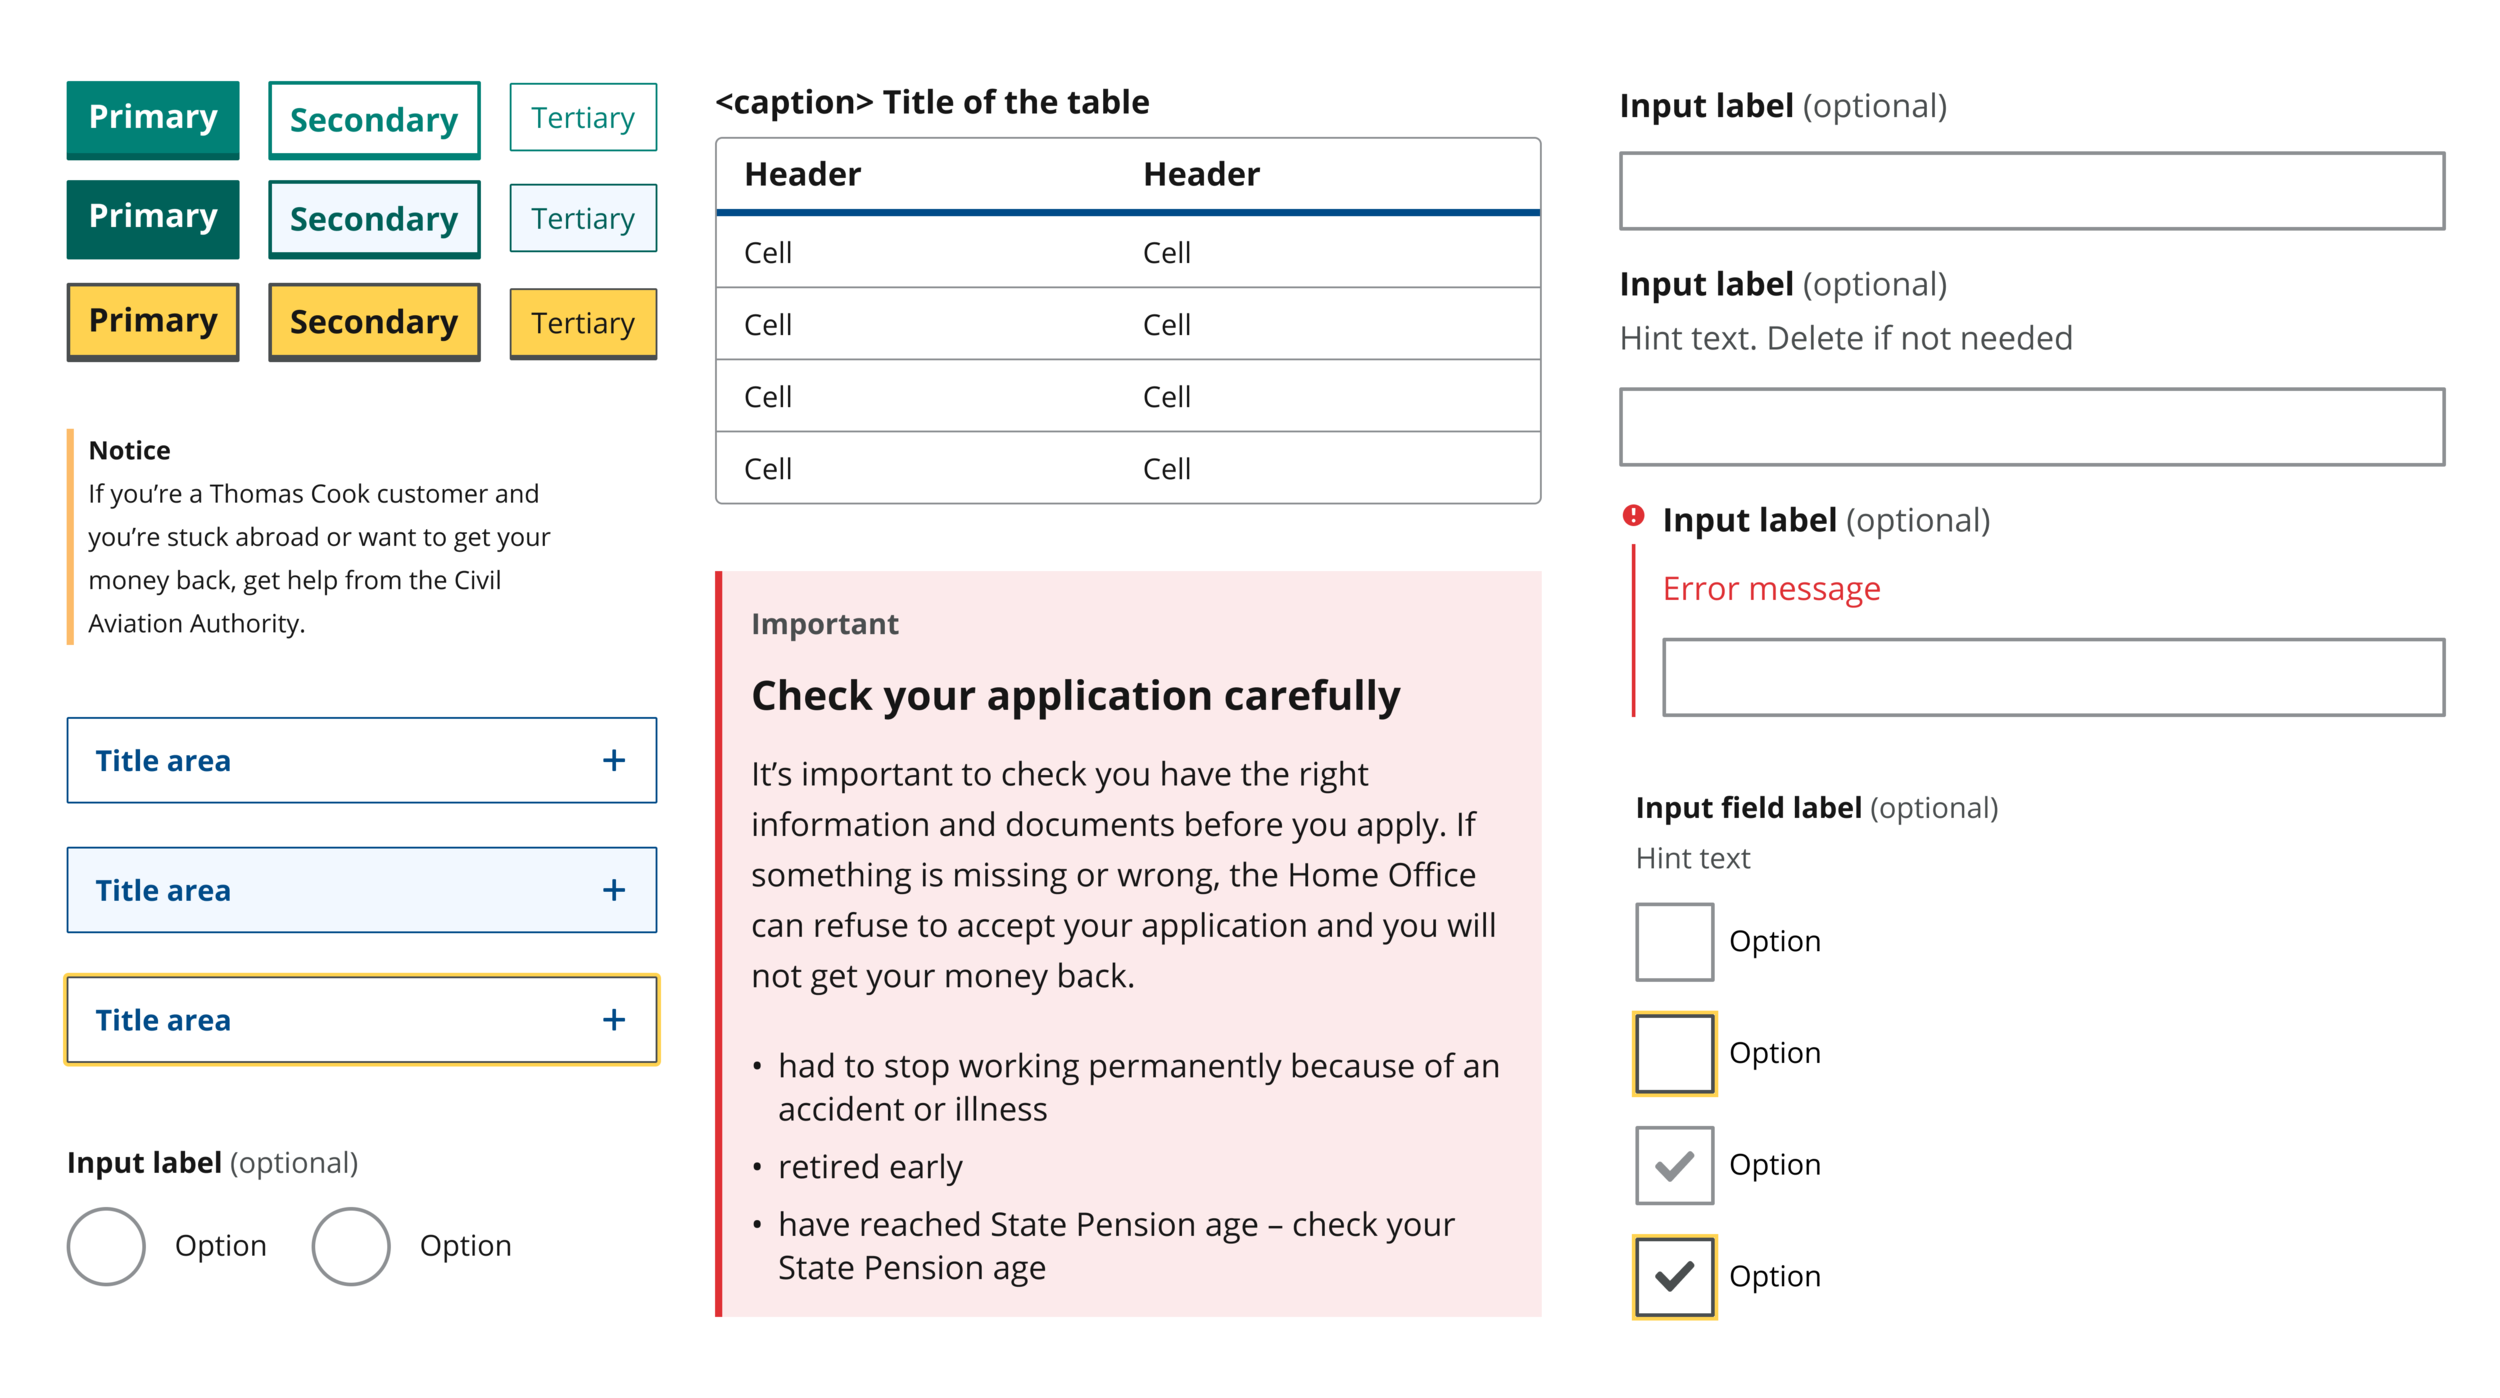 Primary Secondary Tertiary
Primary Secondary Tertiary
Primary Secondary Tertiary
Notice
If you’re a Thomas Cook customer and
you’re stuck abroad or want to get your
money back, get help from the Civil
Aviation Authority.
Title area +
Title area +
Title area +
Input label (optional)
Option Option
<caption> Title of the table
Header Header
Cell Cell
Cell Cell
Cell Cell
Cell Cell
Important
Check your application carefully
It’s important to check you have the right
information and documents before you apply. If
something is missing or wrong, the Home Office
can refuse to accept your application and you will
not get your money back.
• had to stop working permanently because of an
accident or illness
• retired early
• have reached State Pension age – check your
State Pension age
Input label (optional)
Input label (optional)
Hint text. Delete if not needed
Input label (optional)
Error message
Input field label (optional)
Hint text
Option
Option
Option
Option